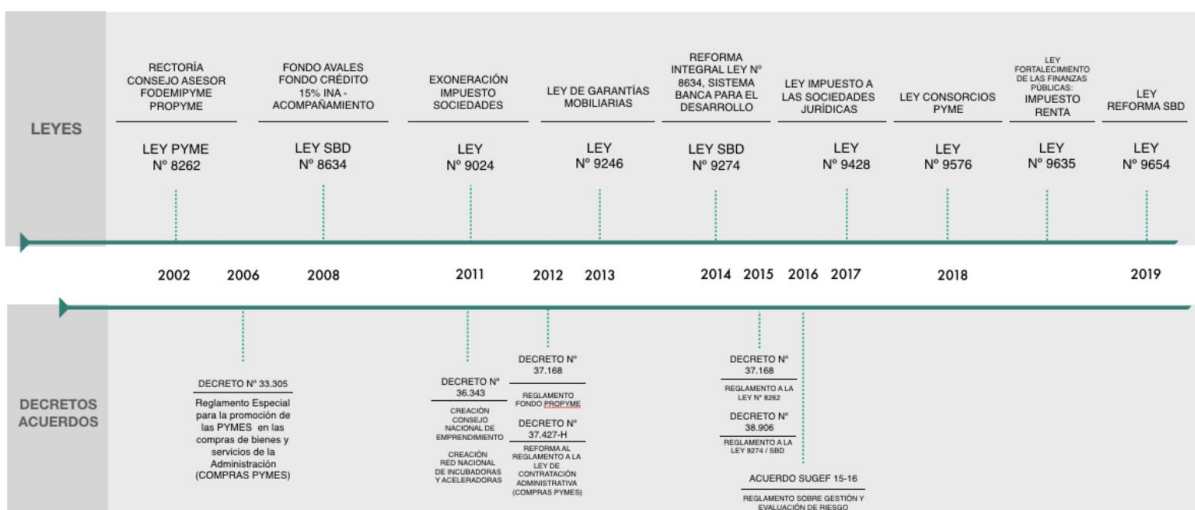 LEYES
RECTORÍA
CONSEJO ASESOR
FODEMIPYME
PROPYME
LEY PYME
Nº 8262
FONDO AVALES
FONDO CRÉDITO
15% INA -
ACOMPAÑAMIENTO
LEY SBD
Nº 8634
EXONERACIÓN
IMPUESTO
SOCIEDADES
LEY
Nº 9024
LEY DE GARANTÍAS
MOBILIARIAS
LEY
Nº 9246
REFORMA
INTEGRAL LEY Nº
8634, SISTEMA
BANCA PARA EL
DESARROLLO
LEY SBD
Nº 9274
LEY IMPUESTO A
LAS SOCIEDADES
JURÍDICAS
LEY
Nº 9428
LEY CONSORCIOS
PYME
LEY
Nº 9576
LEY
FORTALECIMIENTO
DE LAS FINANZAS
PÚBLICAS:
IMPUESTO
RENTA
LEY
Nº 9635
LEY
REFORMA SBD
LEY
Nº 9654
2002 2006 2008 2011 2012 2013 2014 2015 2016 2017 2018 2019
DECRETOS
ACUERDOS
DECRETO Nº 33.305
Reglamento Especial
para la promoción de
las PYMES en las
compras de bienes y
servicios de la
Administración
(COMPRAS PYMES)
DECRETO Nº
36.343
CREACIÓN
CONSEJO
NACIONAL DE
EMPRENDIMIENTO
CREACIÓN
RED NACIONAL
DE INCUBADORAS
Y ACELERADORAS
DECRETO Nº
37.168
REGLAMENTO
FONDO PROPYME
DECRETO Nº
37.427-H
REFORMA AL
REGLAMENTO A LA
LEY DE
CONTRATACIÓN
ADMINISTRATIVA
(COMPRAS PYMES)
DECRETO Nº
37.168
REGLAMENTO A LA
LEY Nº 8262
DECRETO Nº
38.906
REGLAMENTO A LA
LEY 9274 / SBD
ACUERDO SUGEF 15-16
REGLAMENTO SOBRE GESTIÓN Y
EVALUACIÓN DE RIESGO